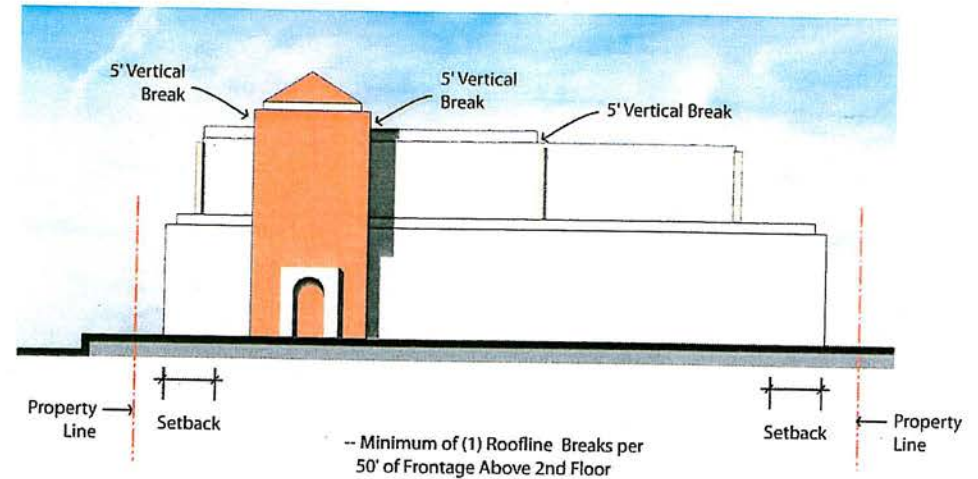 5' Vertical
Break
5' Vertical
Break
5' Vertical Break
Property
Line
Setback
Setback
Property
Line
-- Minimum of (1) Roofline Breaks per
50' of Frontage Above 2nd Floor